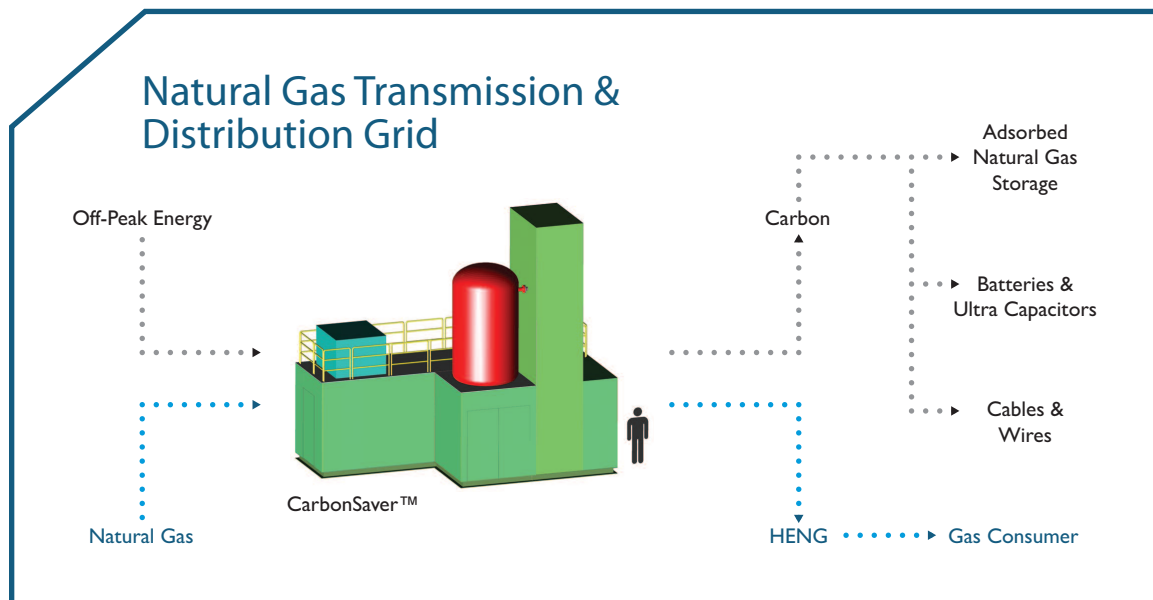 Natural Gas Transmission &
Distribution Grid
Off-Peak Energy
Natural Gas
CarbonSaver™
Carbon
HENG
Gas Consumer
Adsorbed
Natural Gas
Storage
Batteries &
Ultra Capacitors
Cables &
Wires